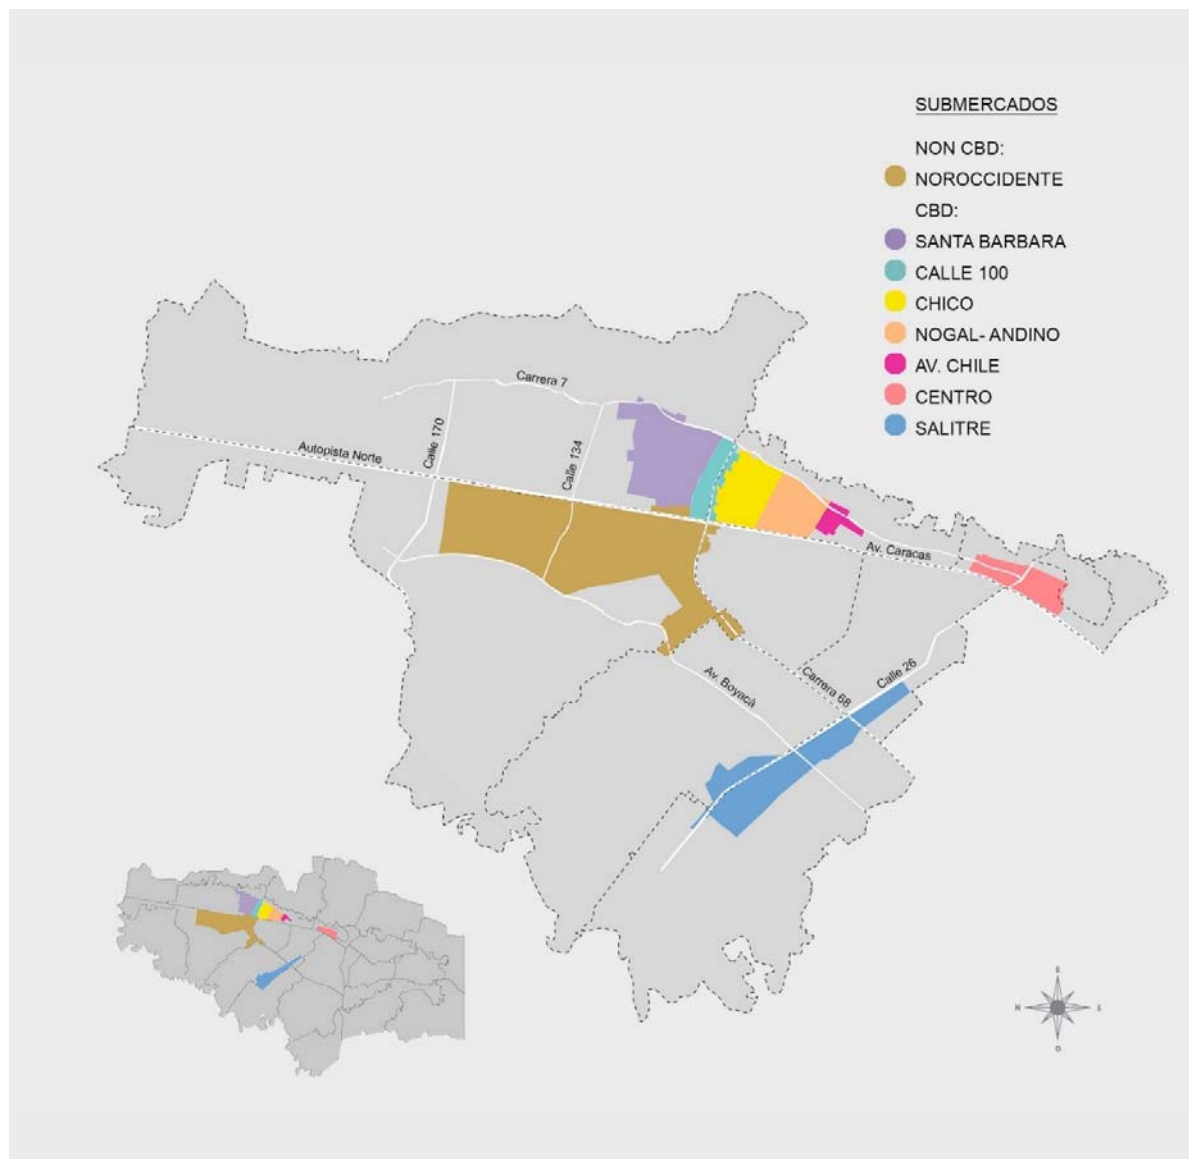 SUBMERCADOS
NON CBD:
NOROCCIDENTE
CBD:
SANTA BARBARA
CALLE 100
CHICO
NOGAL- ANDINO
AV. CHILE
CENTRO
SALITRE
Carrera 7
Calle 170
Calle 134
Autopista Norte
Av. Caracas
Calle 26
Carrera 68
Av. Boyacá
N
S
O